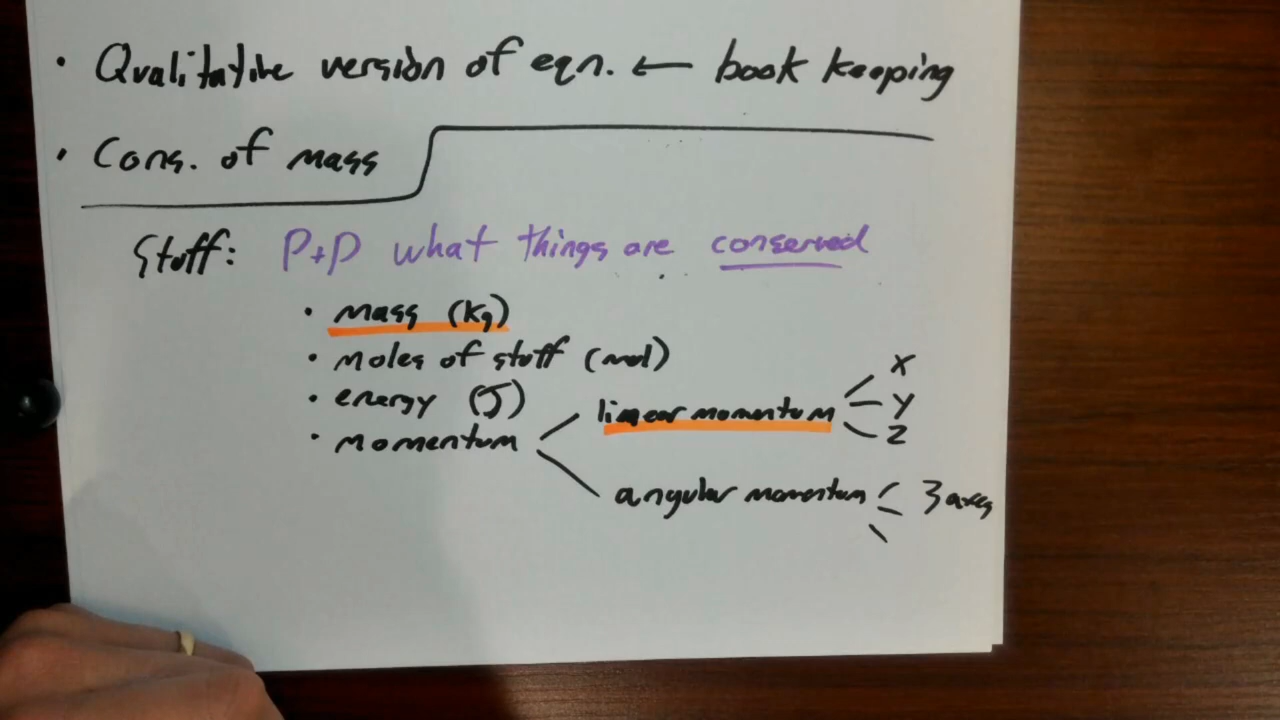 • Qualitative version of eqn. ← book keeping
• Cons. of mass
Stuff: P+P what things are conserved
• mass (kg)
• moles of stuff (mol)
• energy (J)
• momentum
linear momentum
x
y
z
angular momentum
3 axes